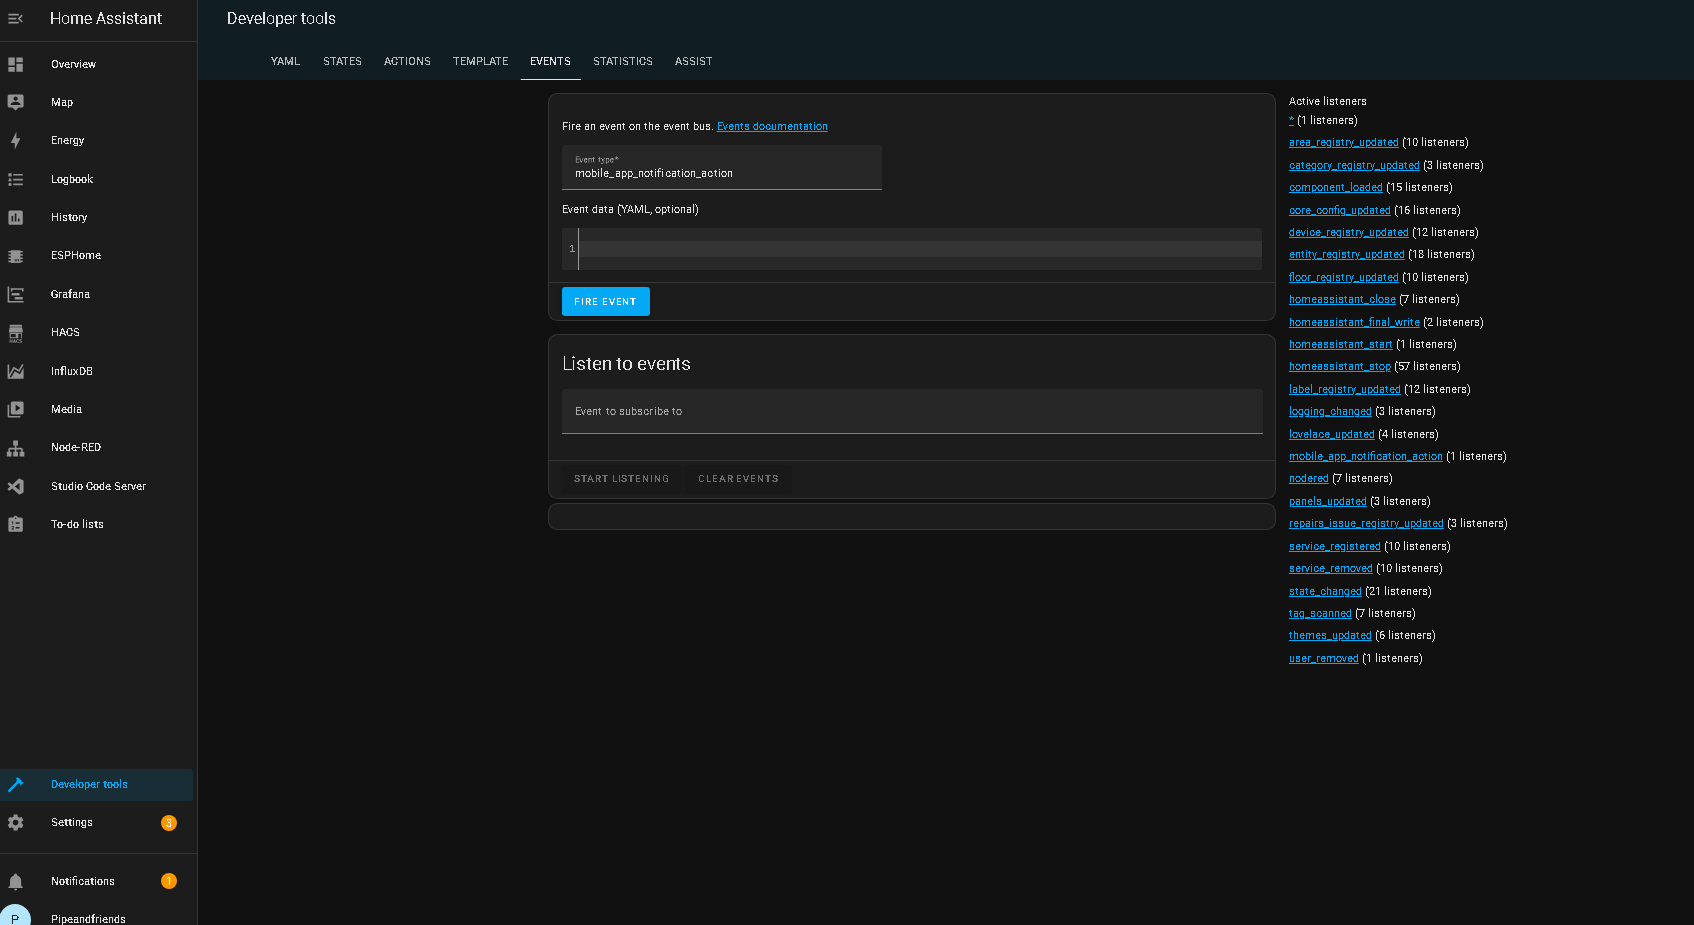 Home Assistant
Overview
Map
Energy
Logbook
History
ESPHome
Grafana
HACS
HACS
InfluxDB
Media
Node-RED
Studio Code Server
To-do lists
Developer tools
Settings
3
Notifications
1
P
Pipeandfriends
Developer tools
YAML STATES ACTIONS TEMPLATE EVENTS STATISTICS ASSIST
Fire an event on the event bus. Events documentation
Event type*
mobile_app_notification_action
Event data (YAML, optional)
1
FIRE EVENT
Listen to events
Event to subscribe to
START LISTENING CLEAR EVENTS
Active listeners
* (1 listeners)
area_registry_updated (10 listeners)
category_registry_updated (3 listeners)
component_loaded (15 listeners)
core_config_updated (16 listeners)
device_registry_updated (12 listeners)
entity_registry_updated (18 listeners)
floor_registry_updated (10 listeners)
homeassistant_close (7 listeners)
homeassistant_final_write (2 listeners)
homeassistant_start (1 listeners)
homeassistant_stop (57 listeners)
label_registry_updated (12 listeners)
logging_changed (3 listeners)
lovelace_updated (4 listeners)
mobile_app_notification_action (1 listeners)
nodered (7 listeners)
panels_updated (3 listeners)
repairs_issue_registry_updated (3 listeners)
service_registered (10 listeners)
service_removed (10 listeners)
state_changed (21 listeners)
tag_scanned (7 listeners)
themes_updated (6 listeners)
user_removed (1 listeners)